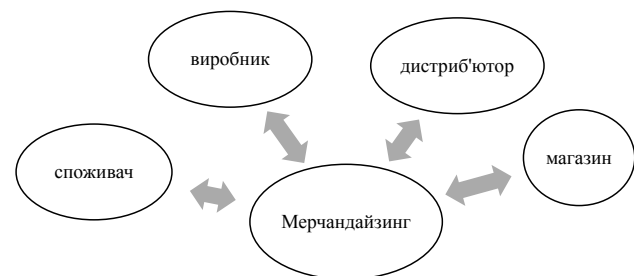 виробник
дистриб'ютор
споживач
магазин
Мерчандайзинг